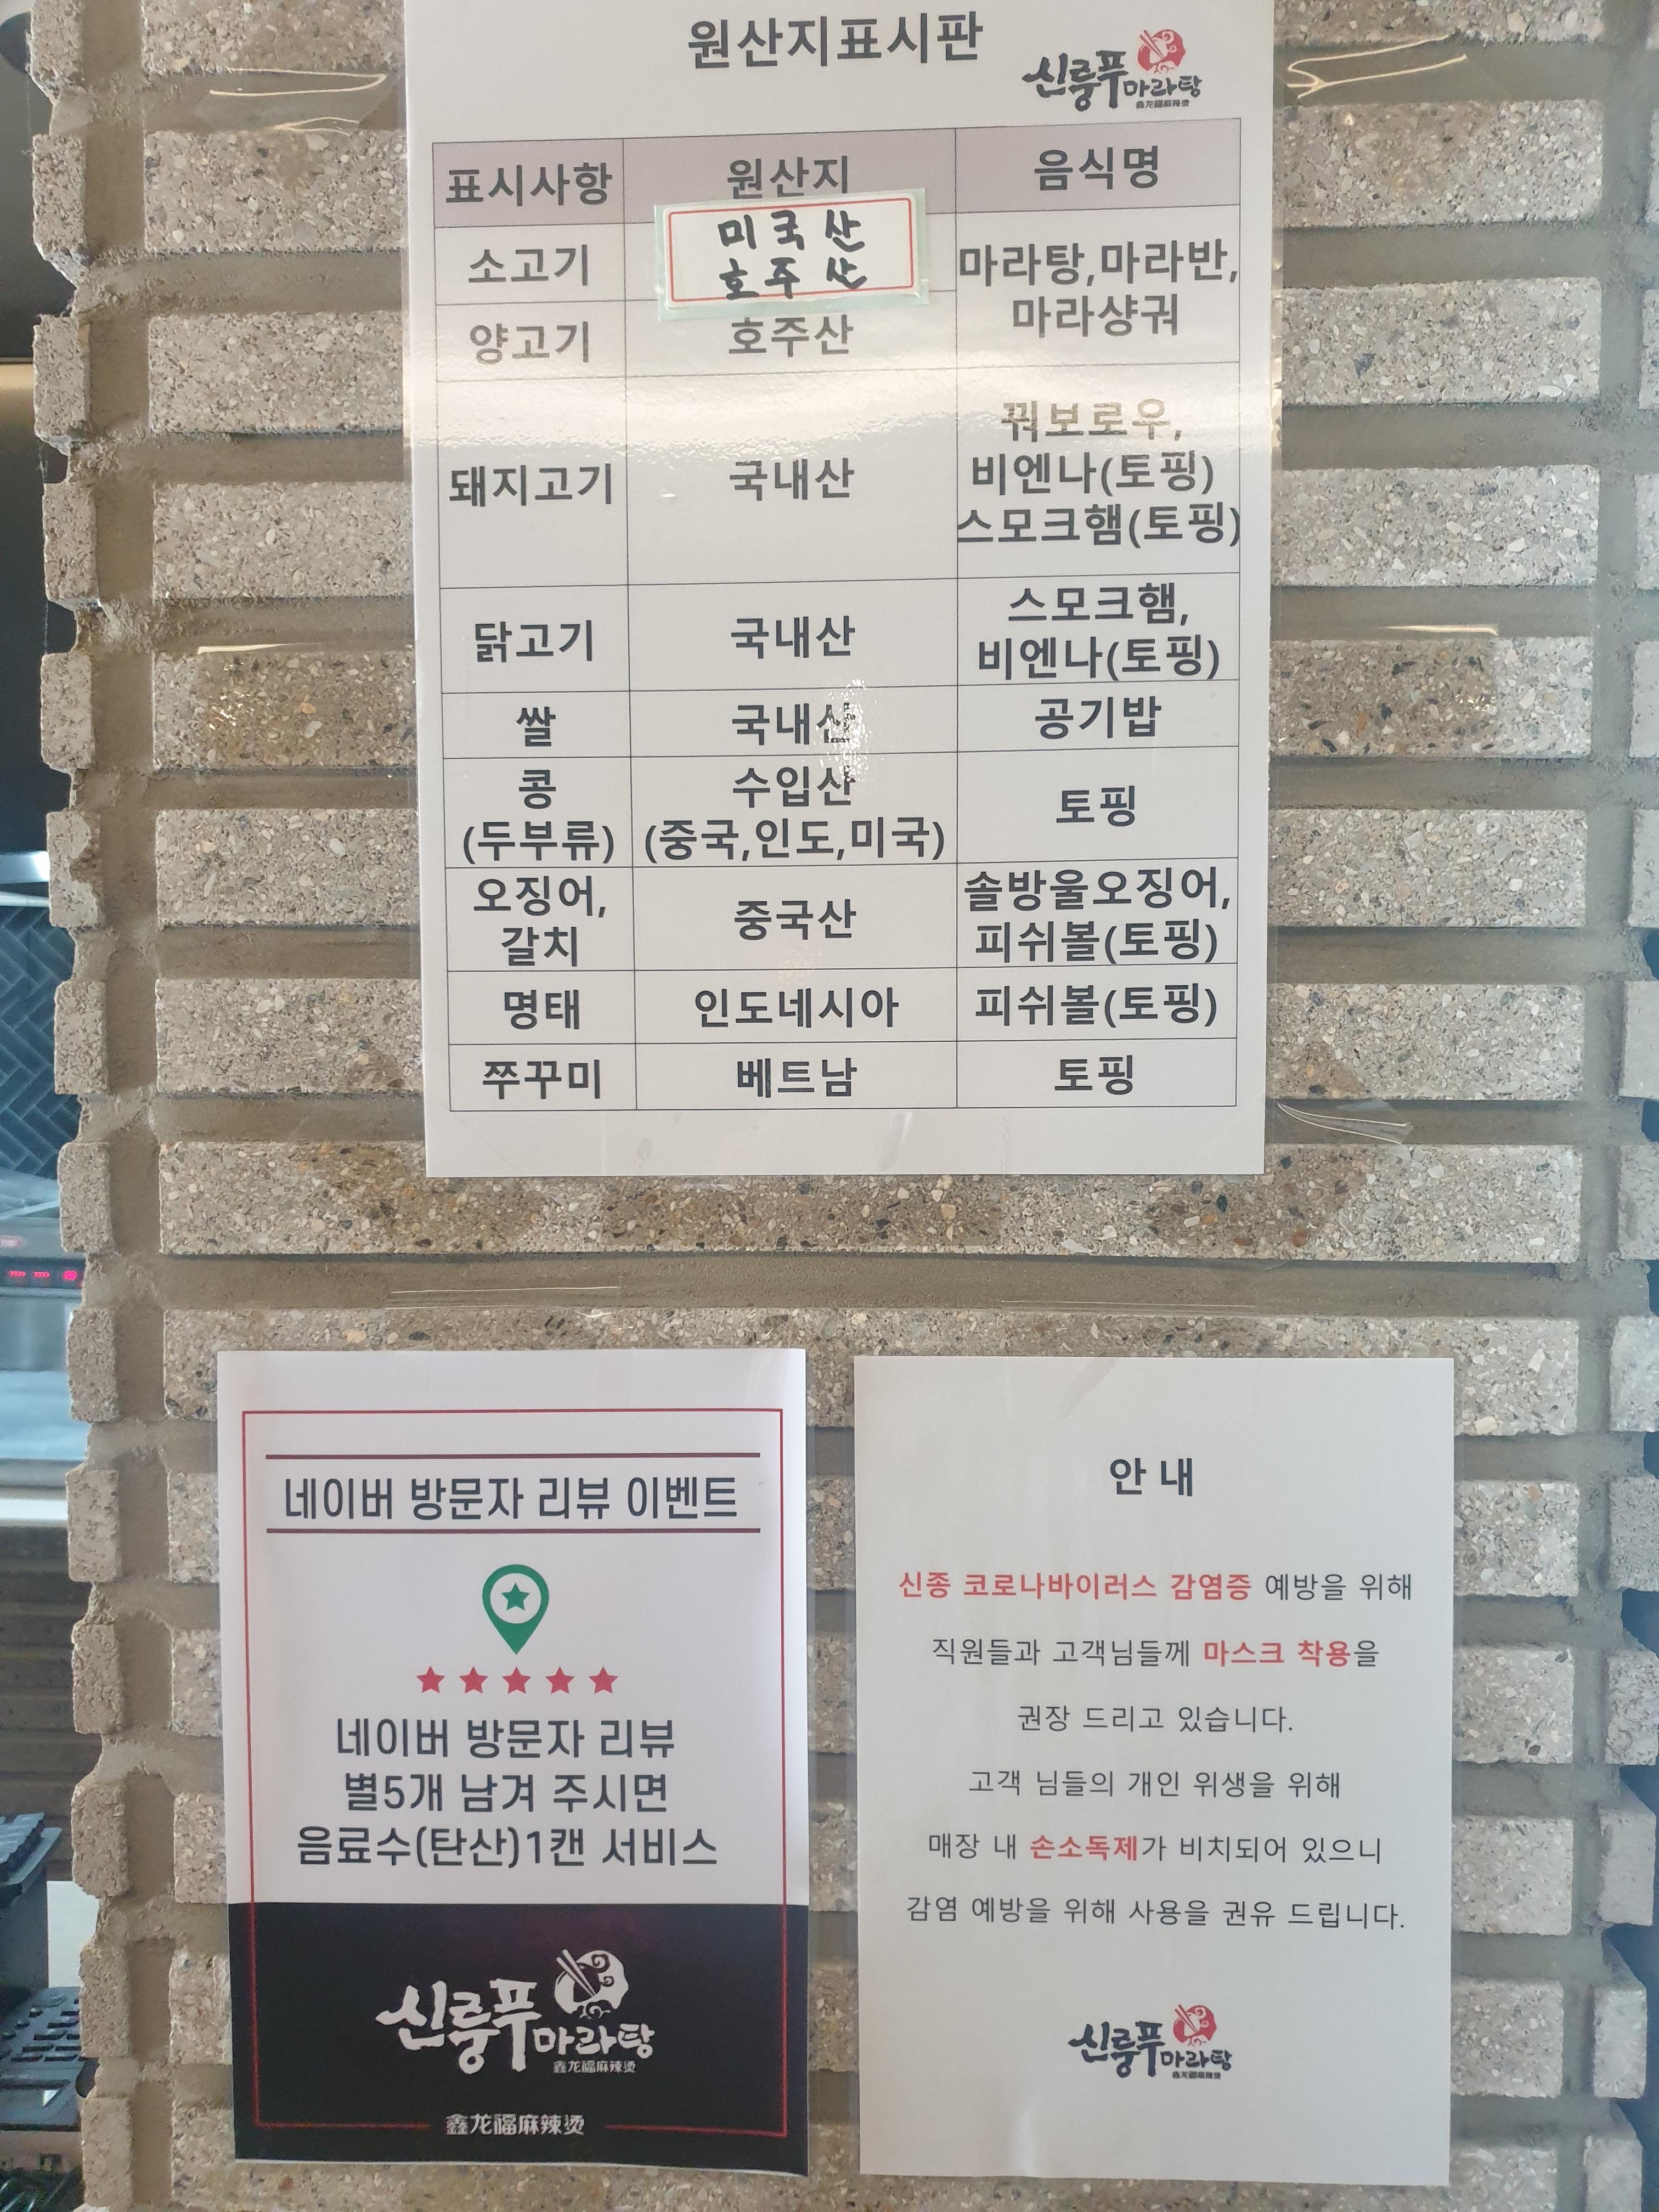 원산지표시판
신룽푸마라탕
鑫龙福麻辣烫
표시사항 원산지 음식명
소고기 미국산 호주산 마라탕,마라반,
마라샹궈
양고기 호주산
돼지고기 국내산 꿔보로우,
비엔나(토핑)
스모크햄(토핑)
닭고기 국내산 스모크햄,
비엔나(토핑)
쌀 국내산 공기밥
콩
(두부류) 수입산
(중국,인도,미국) 토핑
오징어,
갈치 중국산 솔방울오징어,
피쉬볼(토핑)
명태 인도네시아 피쉬볼(토핑)
쭈꾸미 베트남 토핑
네이버 방문자 리뷰 이벤트
네이버 방문자 리뷰
별5개 남겨 주시면
음료수(탄산)1캔 서비스
신룽푸마라탕
鑫龙福麻辣烫
鑫龙福麻辣烫
안 내
신종 코로나바이러스 감염증 예방을 위해
직원들과 고객님들께 마스크 착용을
권장 드리고 있습니다.
고객 님들의 개인 위생을 위해
매장 내 손소독제가 비치되어 있으니
감염 예방을 위해 사용을 권유 드립니다.
신룽푸마라탕
鑫龙福麻辣烫